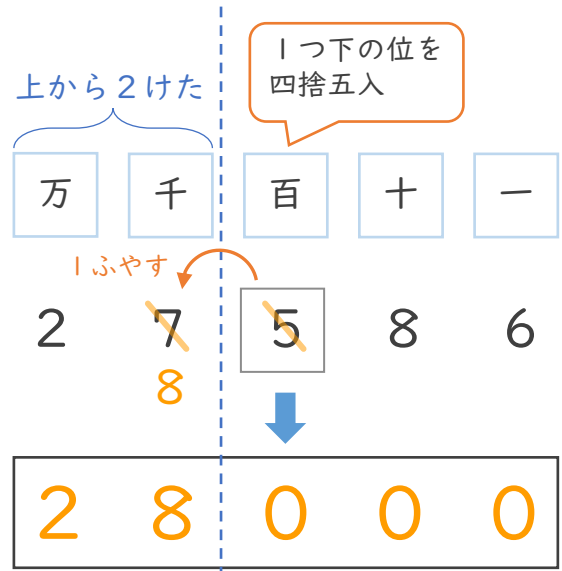 1つ下の位を
四捨五入
上から2けた
万 千 百 十 一
1ふやす
2 7 5 8 6
8
2 8 0 0 0